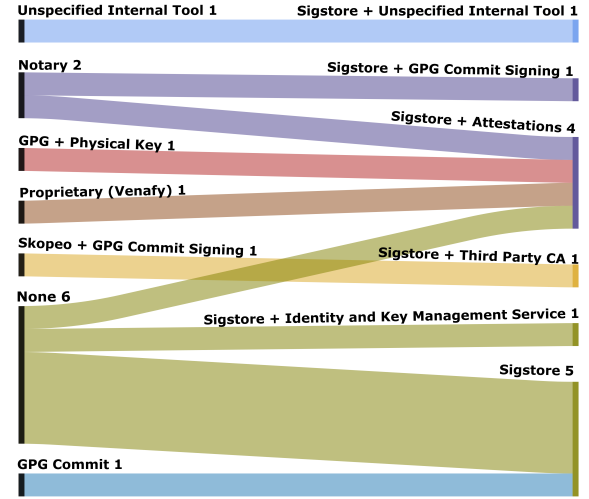 Unspecified Internal Tool 1
Sigstore + Unspecified Internal Tool 1
Notary 2
Sigstore + GPG Commit Signing 1
Sigstore + Attestations 4
GPG + Physical Key 1
Proprietary (Venafy) 1
Skopeo + GPG Commit Signing 1
Sigstore + Third Party CA 1
None 6
Sigstore + Identity and Key Management Service 1
Sigstore 5
GPG Commit 1